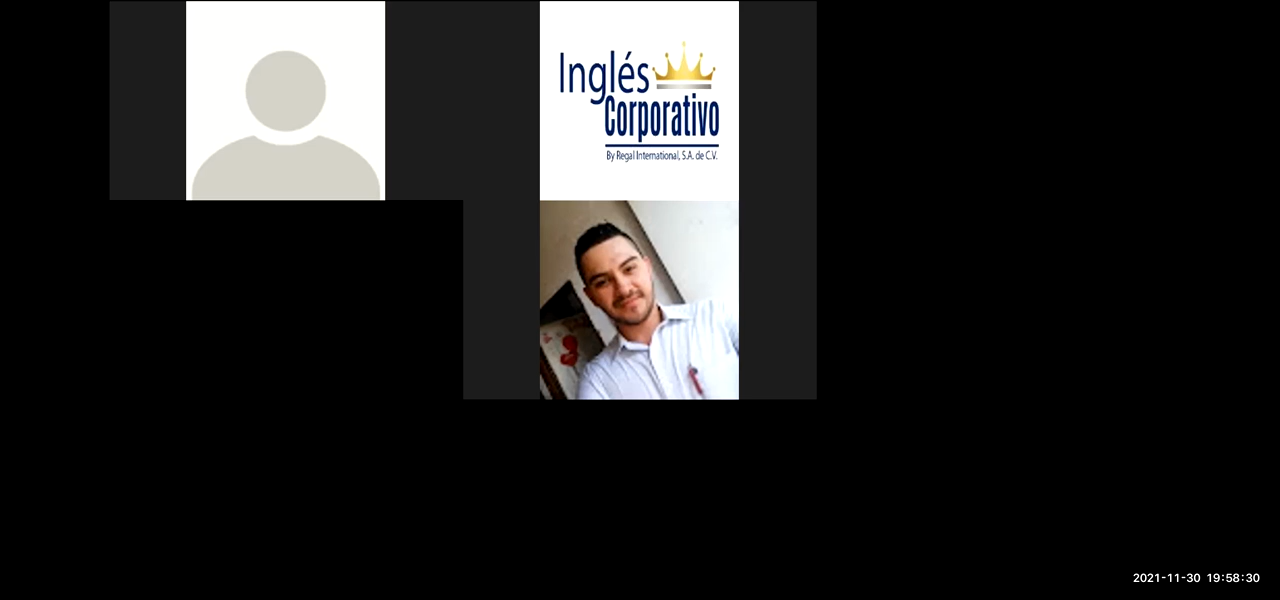 Inglés
Corporativo
By Regal International, S.A. de C.V.
2021-11-30 19:58:30